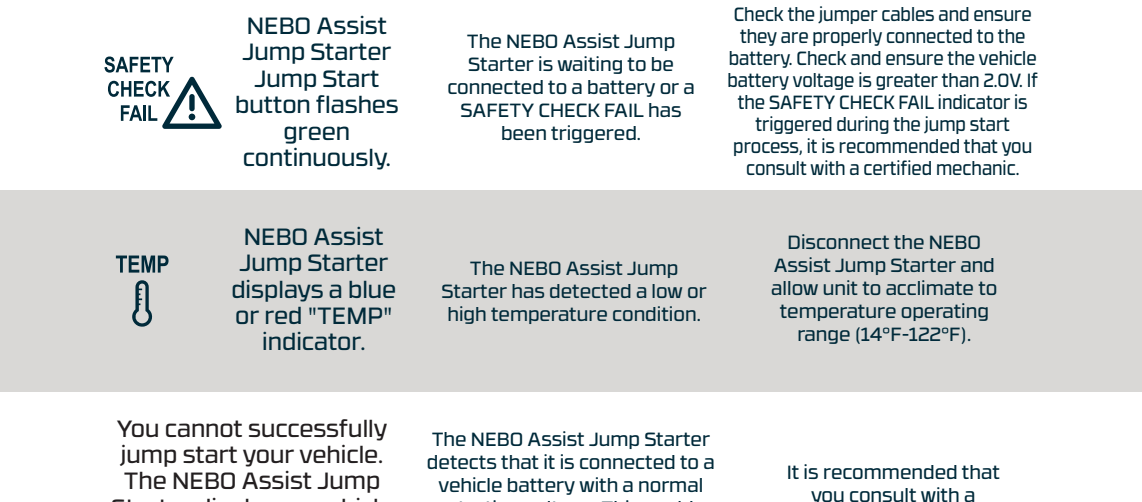 SAFETY
CHECK
FAIL
NEBO Assist
Jump Starter
Jump Start
button flashes
green
continuously.
The NEBO Assist Jump
Starter is waiting to be
connected to a battery or a
SAFETY CHECK FAIL has
been triggered.
Check the jumper cables and ensure
they are properly connected to the
battery. Check and ensure the vehicle
battery voltage is greater than 2.0V. If
the SAFETY CHECK FAIL indicator is
triggered during the jump start
process, it is recommended that you
consult with a certified mechanic.
TEMP
NEBO Assist
Jump Starter
displays a blue
or red "TEMP"
indicator.
The NEBO Assist Jump
Starter has detected a low or
high temperature condition.
Disconnect the NEBO
Assist Jump Starter and
allow unit to acclimate to
temperature operating
range (14°F-122°F).
You cannot successfully
jump start your vehicle.
The NEBO Assist Jump
The NEBO Assist Jump Starter
detects that it is connected to a
vehicle battery with a normal
It is recommended that
you consult with a